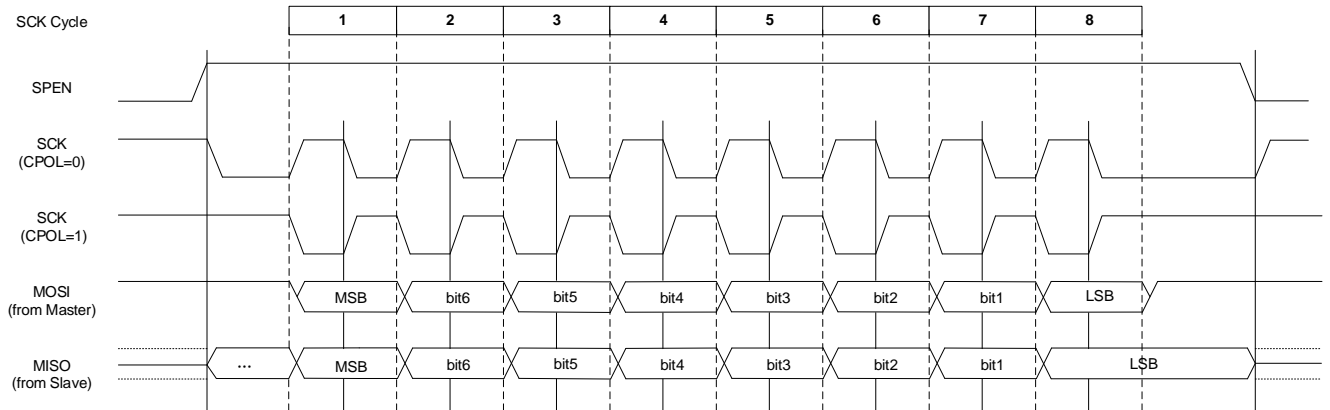 SCK Cycle 1 2 3 4 5 6 7 8
SPEN
SCK
(CPOL=0)
SCK
(CPOL=1)
MOSI
(from Master)
MSB bit6 bit5 bit4 bit3 bit2 bit1 LSB
MISO
(from Slave)
... MSB bit6 bit5 bit4 bit3 bit2 bit1 LSB